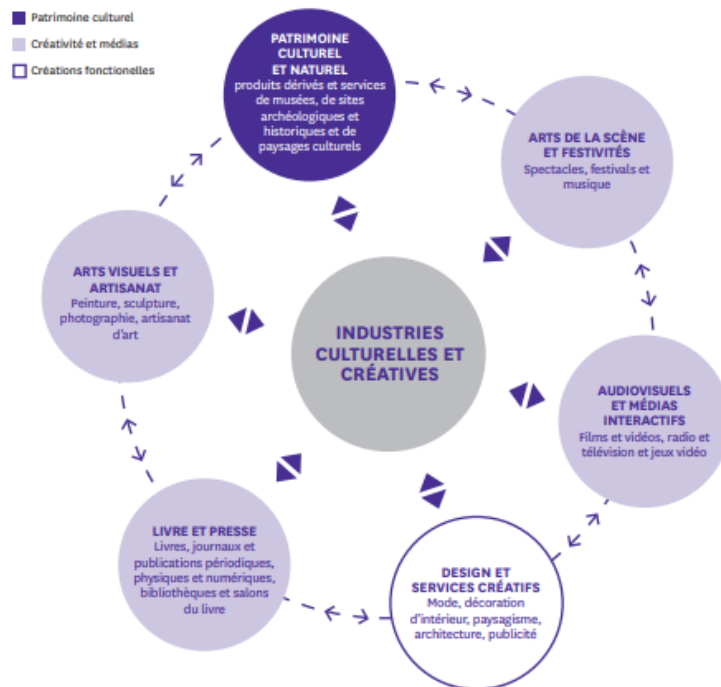 Patrimoine culturel
Créativité et médias
Créations fonctionelles
PATRIMOINE
CULTUREL
ET NATUREL
produits dérivés et services
de musées, de sites
archéologiques et
historiques et de
paysages culturels
ARTS DE LA SCÈNE
ET FESTIVITÉS
Spectacles, festivals et
musique
ARTS VISUELS ET
ARTISANAT
Peinture, sculpture,
photographie, artisanat
d'art
INDUSTRIES
CULTURELLES ET
CRÉATIVES
AUDIOVISUELS
ET MÉDIAS
INTERACTIFS
Films et vidéos, radio et
télévision et jeux vidéo
LIVRE ET PRESSE
Livres, journaux et
publications périodiques,
physiques et numériques,
bibliothèques et salons
du livre
DESIGN ET
SERVICES CRÉATIFS
Mode, décoration
d'intérieur, paysagisme,
architecture, publicité